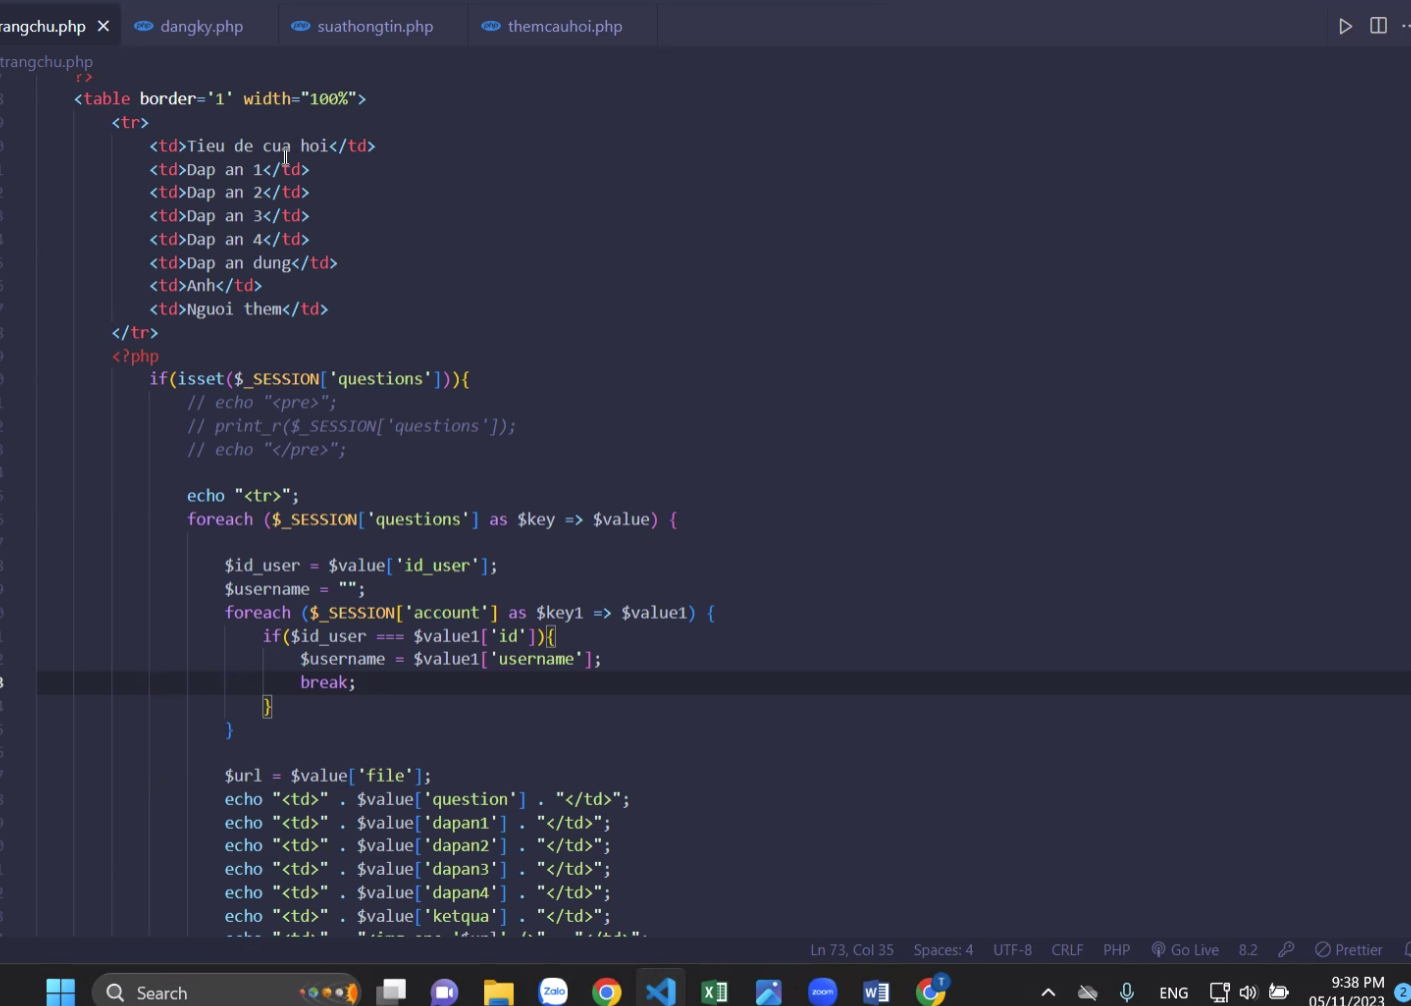 rangchu.php
dangky.php
suathongtin.php
themcauhoi.php
trangchu.php
?>
<table border='1' width="100%">
<tr>
<td>Tieu de cua hoi</td>
<td>Dap an 1</td>
<td>Dap an 2</td>
<td>Dap an 3</td>
<td>Dap an 4</td>
<td>Dap an dung</td>
<td>Anh</td>
<td>Nguoi them</td>
</tr>
<?php
if(isset($_SESSION['questions'])){
// echo "<pre>";
// print_r($_SESSION['questions']);
// echo "</pre>";
echo "<tr>";
foreach ($_SESSION['questions'] as $key => $value) {
$id_user = $value['id_user'];
$username = "";
foreach ($_SESSION['account'] as $key1 => $value1) {
if($id_user === $value1['id']){
$username = $value1['username'];
break;
}
}
$url = $value['file'];
echo "<td>" . $value['question'] . "</td>";
echo "<td>" . $value['dapan1'] . "</td>";
echo "<td>" . $value['dapan2'] . "</td>";
echo "<td>" . $value['dapan3'] . "</td>";
echo "<td>" . $value['dapan4'] . "</td>";
echo "<td>" . $value['ketqua'] . "</td>";
Ln 73, Col 35 Spaces: 4 UTF-8 CRLF PHP Go Live 8.2 Prettier
Search
Zalo
zoom
T
ENG
9:38 PM
05/11/2023
2